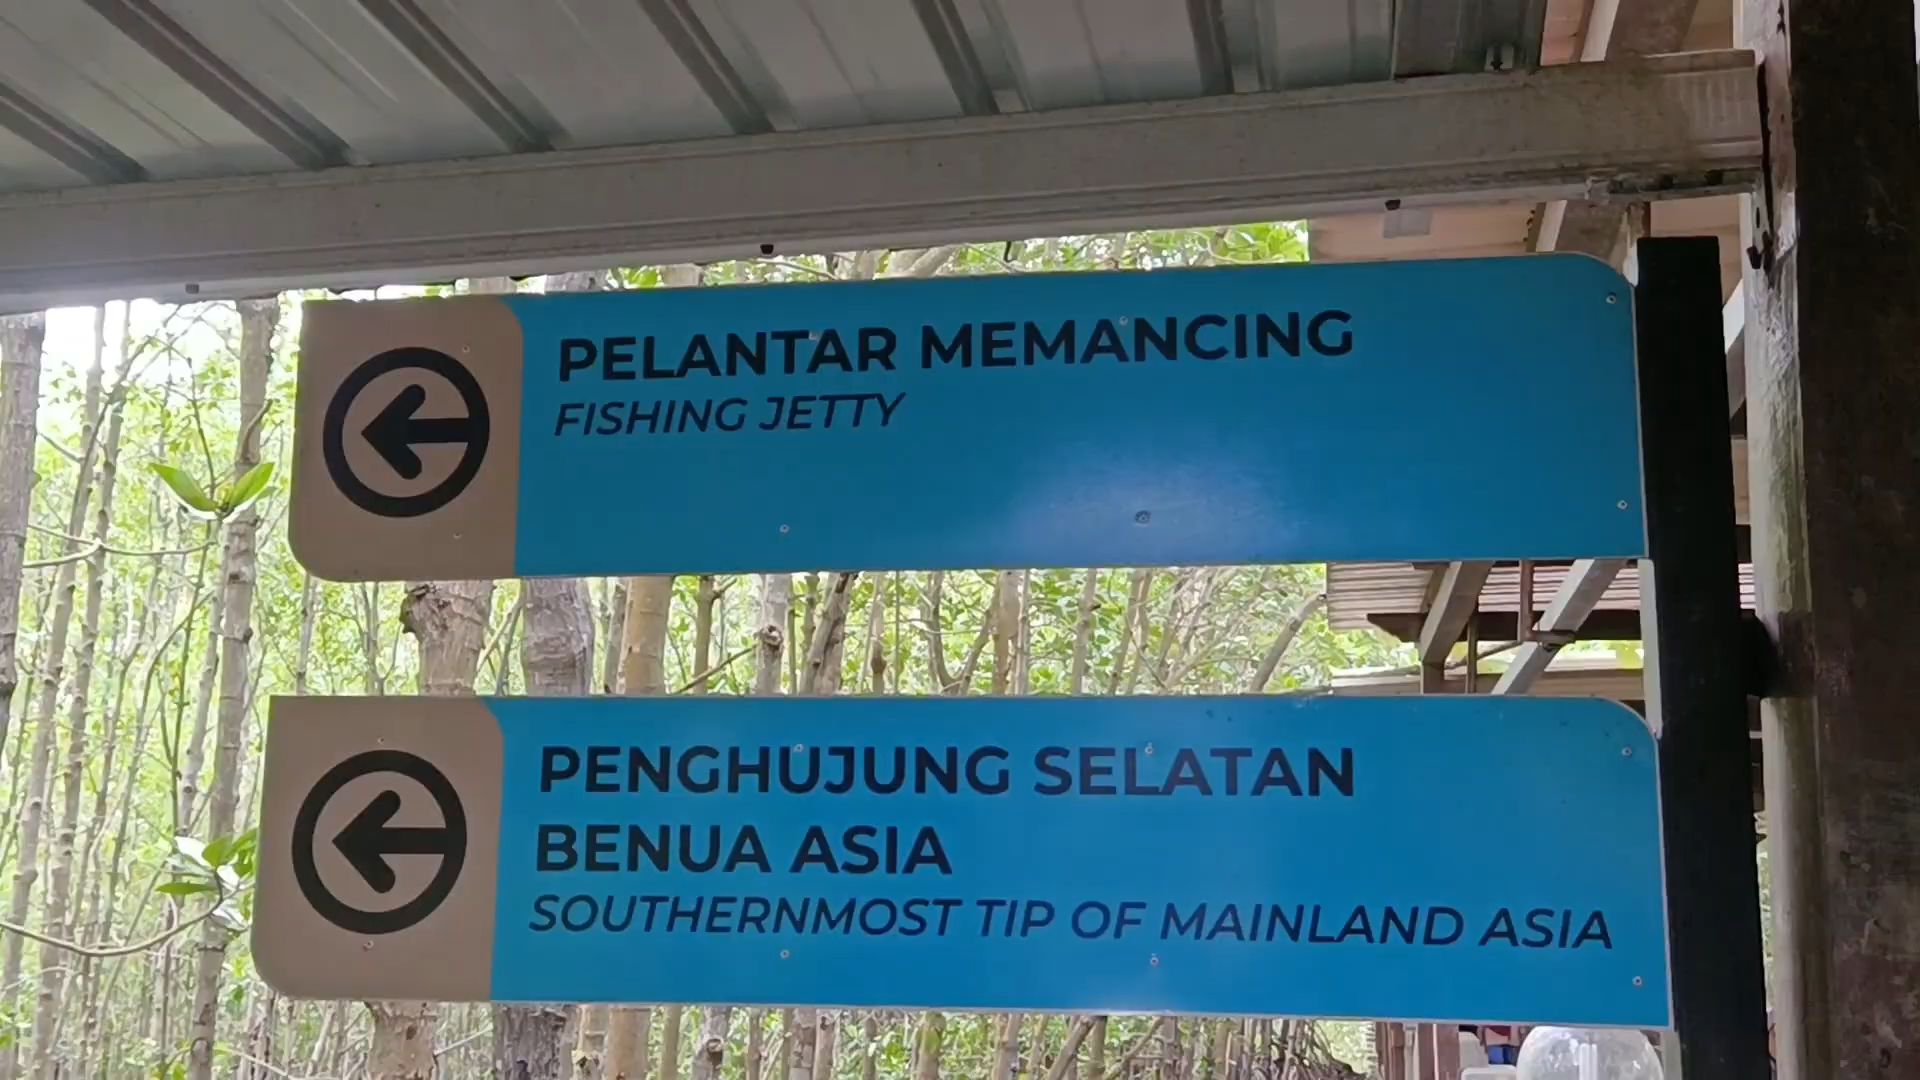 PELANTAR MEMANCING
FISHING JETTY
PENGHUJUNG SELATAN
BENUA ASIA
SOUTHERNMOST TIP OF MAINLAND ASIA